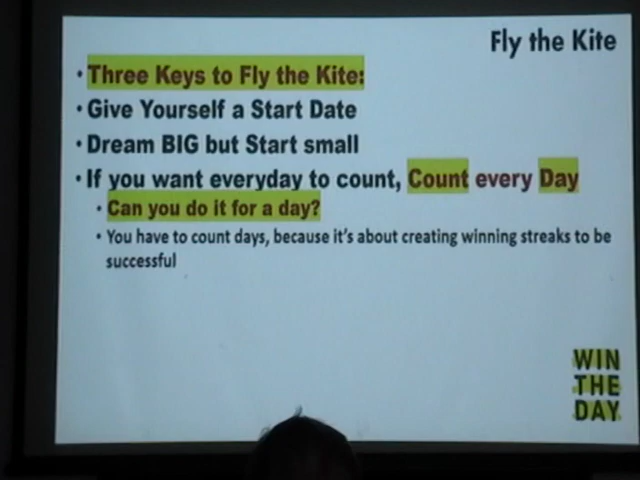 Fly the Kite
• Three Keys to Fly the Kite:
• Give Yourself a Start Date
• Dream BIG but Start small
• If you want everyday to count, Count every Day
• Can you do it for a day?
• You have to count days, because it's about creating winning streaks to be
successful
WIN
THE
DAY